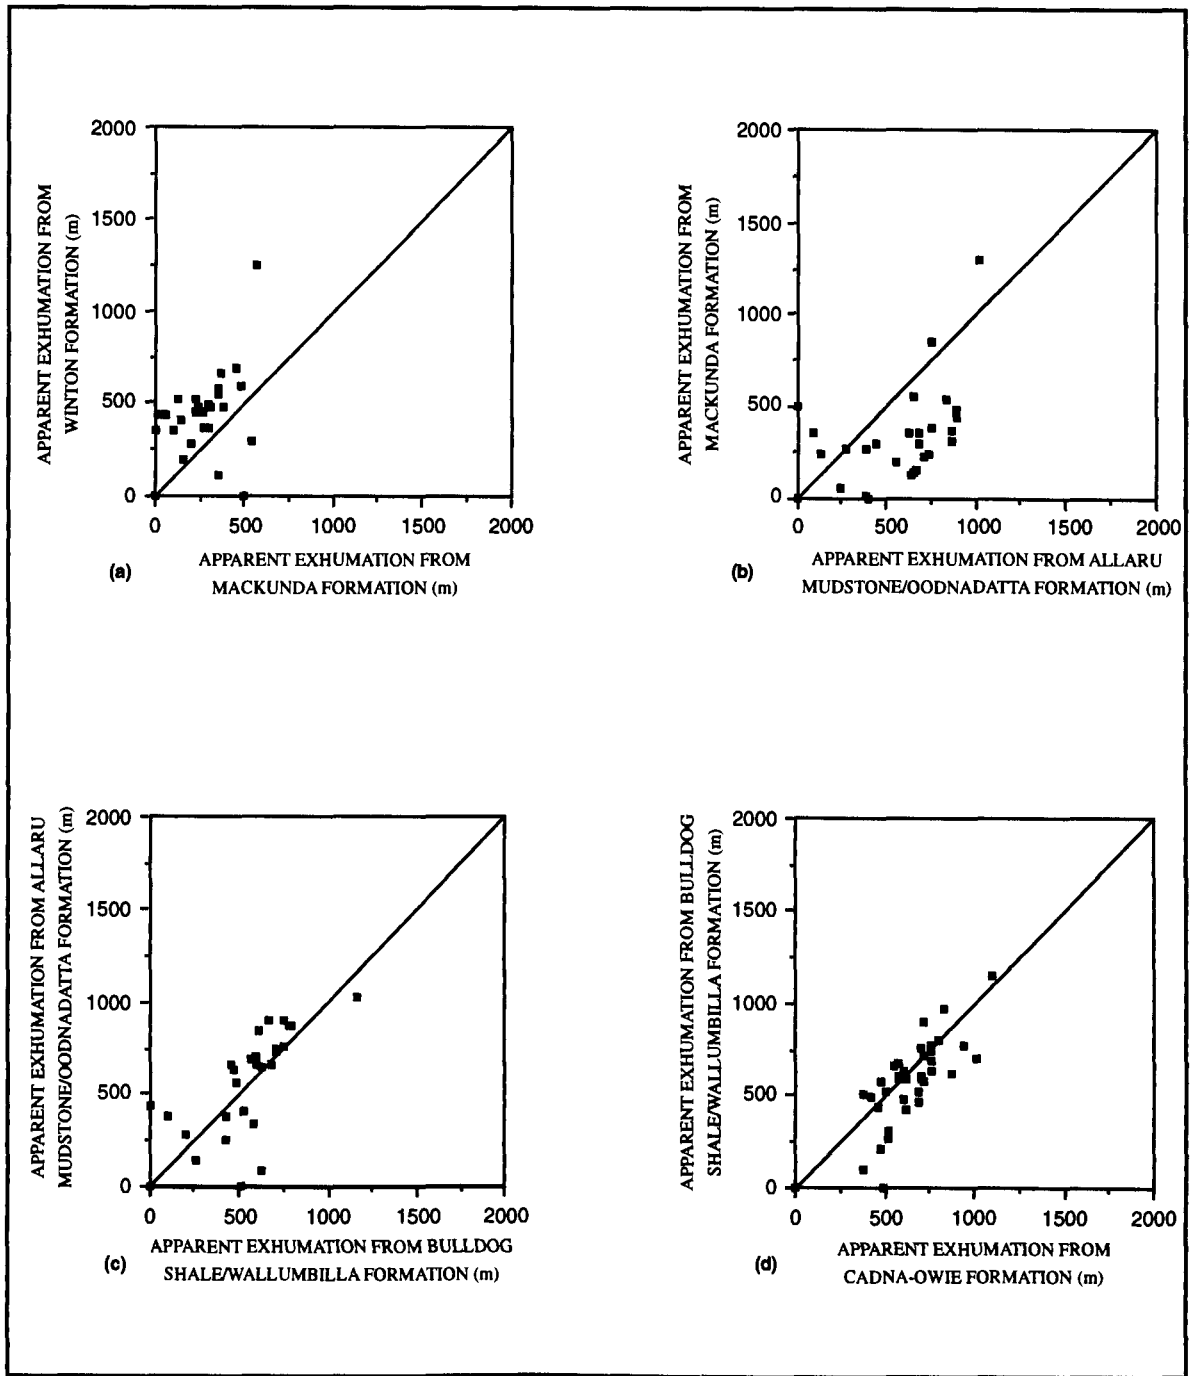 2000
1500
1000
500
0
0
500
1000
1500
2000
APPARENT EXHUMATION FROM
WINTON FORMATION (m)
APPARENT EXHUMATION FROM
MACKUNDA FORMATION (m)
(a)
2000
1500
1000
500
0
0
500
1000
1500
2000
APPARENT EXHUMATION FROM
MACKUNDA FORMATION (m)
APPARENT EXHUMATION FROM ALLARU
MUDSTONE/OODNADATTA FORMATION (m)
(b)
2000
1500
1000
500
0
0
500
1000
1500
2000
APPARENT EXHUMATION FROM ALLARU
MUDSTONE/OODNADATTA FORMATION (m)
APPARENT EXHUMATION FROM BULLDOG
SHALE/WALLUMBILLA FORMATION (m)
(c)
2000
1500
1000
500
0
0
500
1000
1500
2000
APPARENT EXHUMATION FROM BULLDOG
SHALE/WALLUMBILLA FORMATION (m)
APPARENT EXHUMATION FROM
CADNA-OWIE FORMATION (m)
(d)